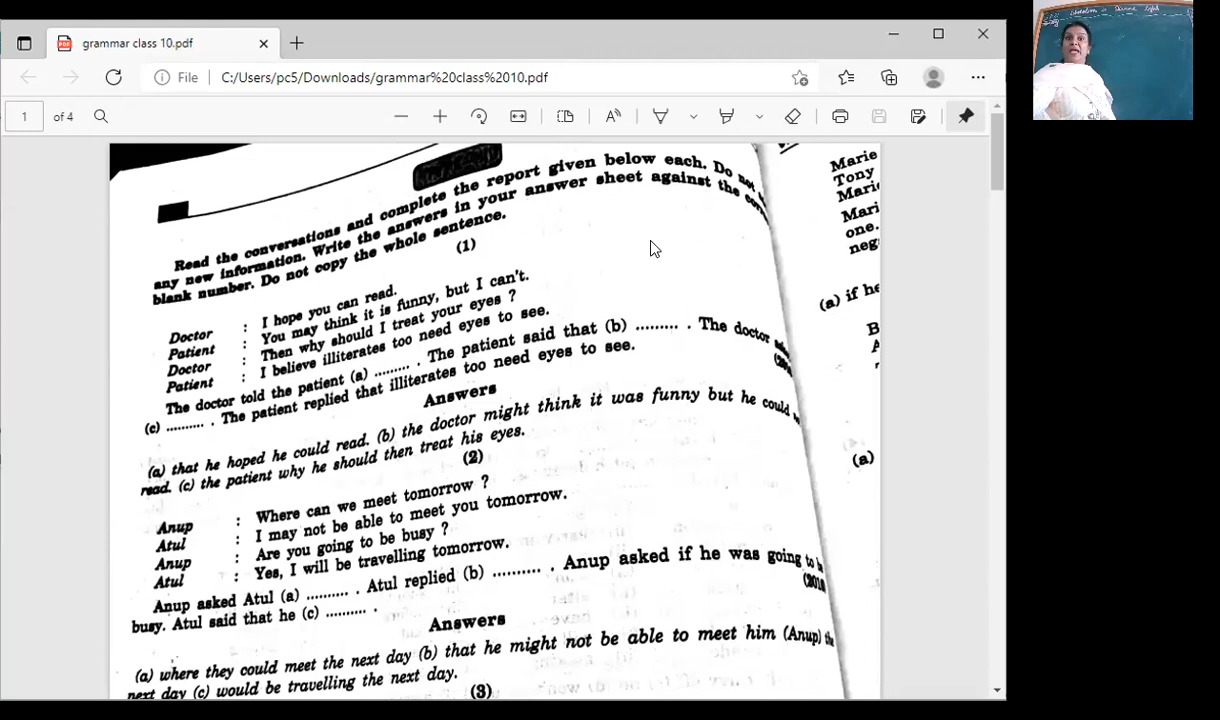 grammar class 10.pdf
File
C:/Users/pc5/Downloads/grammar%20class%2010.pdf
1 of 4
Read the conversations and complete the report given below each. Do not
any new information. Write the answers in your answer sheet against the
blank number. Do not copy the whole sentence.
(1)
Doctor : I hope you can read.
Patient : You may think it is funny, but I can't.
Doctor : Then why should I treat your eyes ?
Patient : I believe illiterates too need eyes to see.
The doctor told the patient (a) ......... . The patient said that (b) ......... . The doctor
(c) .......... . The patient replied that illiterates too need eyes to see.
Answers
(a) that he hoped he could read. (b) the doctor might think it was funny but he could
read. (c) the patient why he should then treat his eyes.
(2)
Anup : Where can we meet tomorrow ?
Atul : I may not be able to meet you tomorrow.
Anup : Are you going to be busy ?
Atul : Yes, I will be travelling tomorrow.
Anup asked Atul (a) .......... . Atul replied (b) .......... . Anup asked if he was going to
busy. Atul said that he (c) .......... .
Answers
(a) where they could meet the next day (b) that he might not be able to meet him (Anup) the
next day (c) would be travelling the next day.
(3)
Marie
Tony
one.
(a) if he
(a)